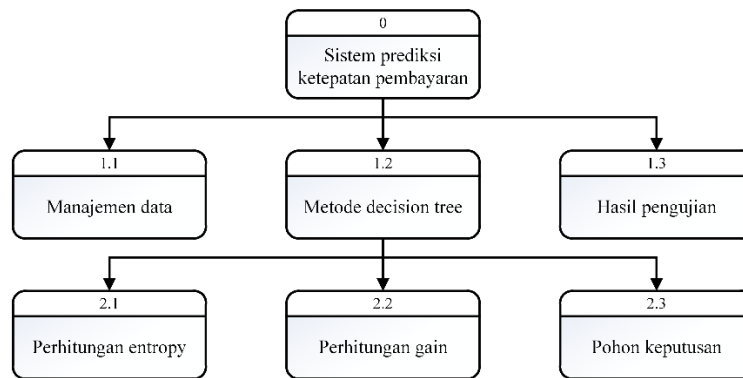 0
Sistem prediksi
ketepatan pembayaran
1.1
Manajemen data
1.2
Metode decision tree
1.3
Hasil pengujian
2.1
Perhitungan entropy
2.2
Perhitungan gain
2.3
Pohon keputusan